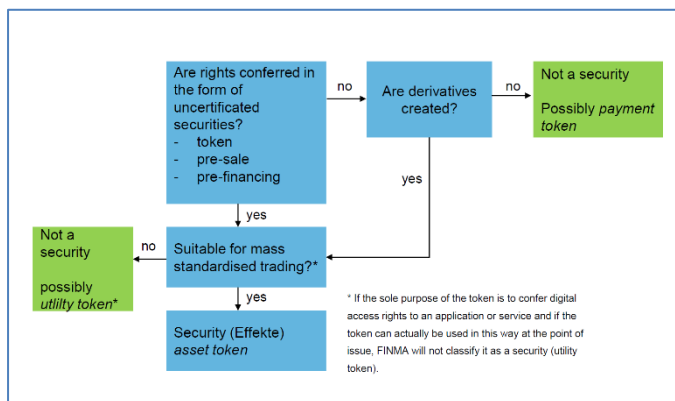 Are rights conferred in
the form of
uncertificated
securities?
- token
- pre-sale
- pre-financing
no
Are derivatives
created?
no
Not a security
Possibly payment
token
yes
yes
Not a
security
possibly
utlilty token*
no
Suitable for mass
standardised trading?*
yes
Security (Effekte)
asset token
* If the sole purpose of the token is to confer digital
access rights to an application or service and if the
token can actually be used in this way at the point of
issue, FINMA will not classify it as a security (utility
token).